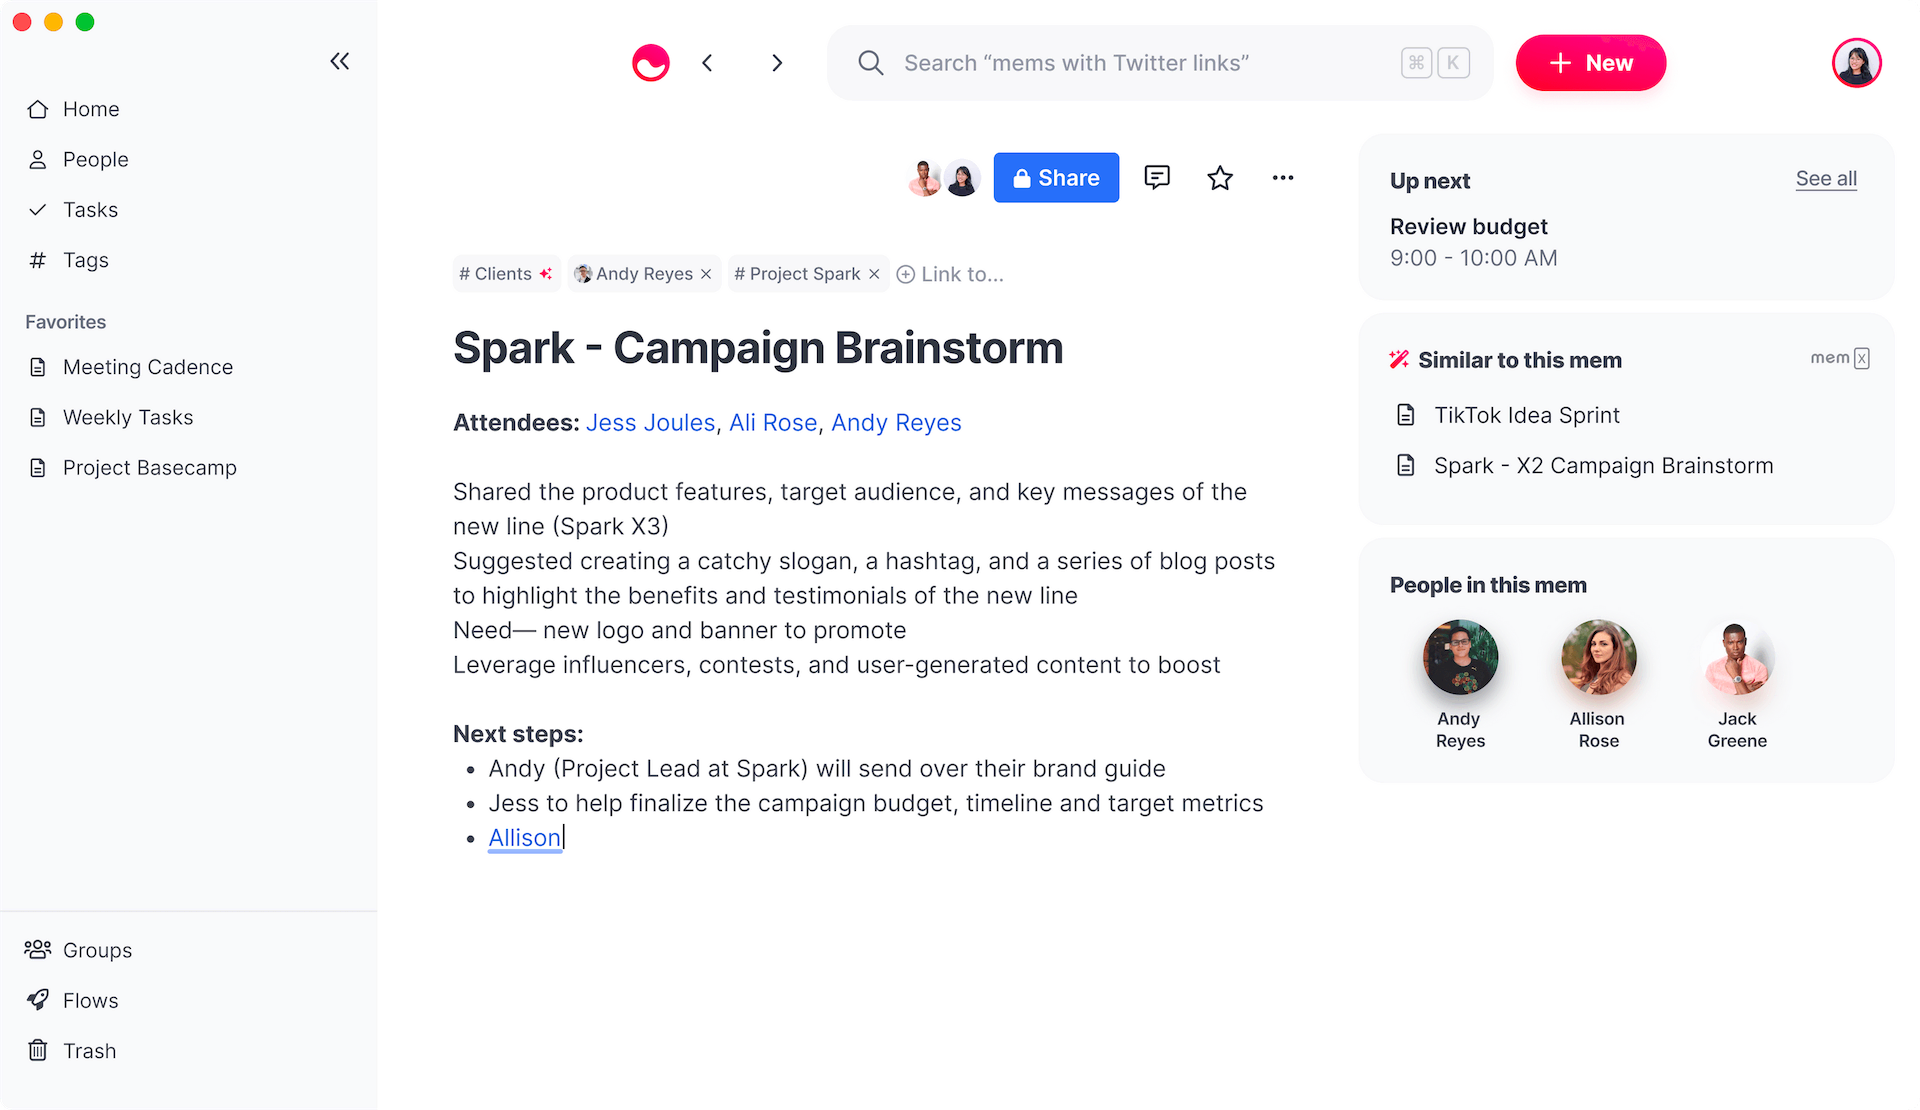 Home
People
Tasks
# Tags
Favorites
Meeting Cadence
Weekly Tasks
Project Basecamp
Groups
Flows
Trash
Search “mems with Twitter links”
⌘ K
+ New
Share
# Clients
Andy Reyes ×
# Project Spark ×
Link to...
Spark - Campaign Brainstorm
Attendees: Jess Joules, Ali Rose, Andy Reyes
Shared the product features, target audience, and key messages of the
new line (Spark X3)
Suggested creating a catchy slogan, a hashtag, and a series of blog posts
to highlight the benefits and testimonials of the new line
Need— new logo and banner to promote
Leverage influencers, contests, and user-generated content to boost
Next steps:
• Andy (Project Lead at Spark) will send over their brand guide
• Jess to help finalize the campaign budget, timeline and target metrics
• Allison
Up next
See all
Review budget
9:00 - 10:00 AM
Similar to this mem
mem X
TikTok Idea Sprint
Spark - X2 Campaign Brainstorm
People in this mem
Andy
Reyes
Allison
Rose
Jack
Greene